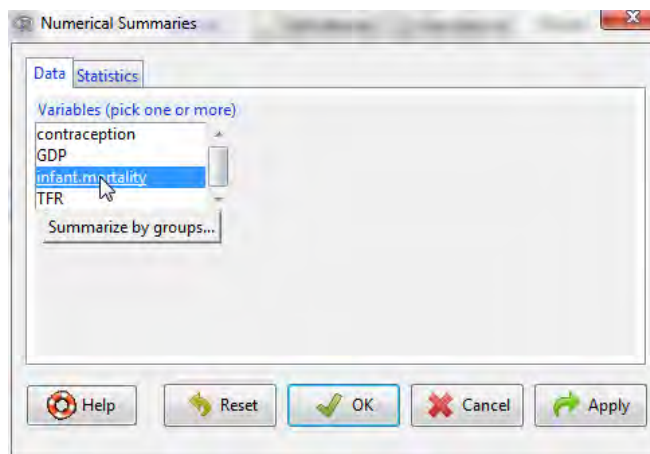 Numerical Summaries
Data Statistics
Variables (pick one or more)
contraception
GDP
infant.mortality
TFR
Summarize by groups...
Help Reset OK Cancel Apply